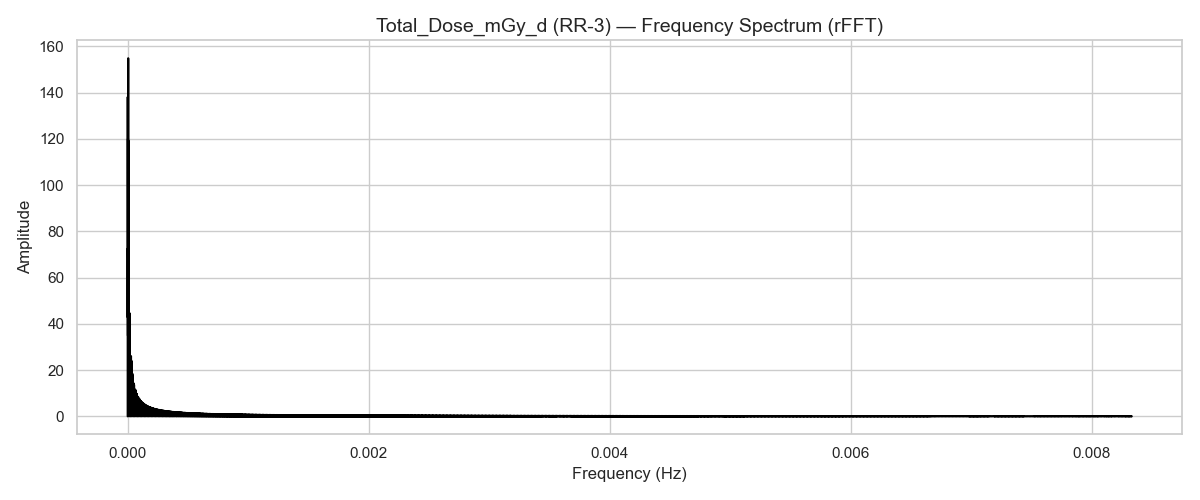 Total_Dose_mGy_d (RR-3) — Frequency Spectrum (rFFT)
160
140
120
100
80
60
40
20
0
Amplitude
0.000 0.002 0.004 0.006 0.008
Frequency (Hz)